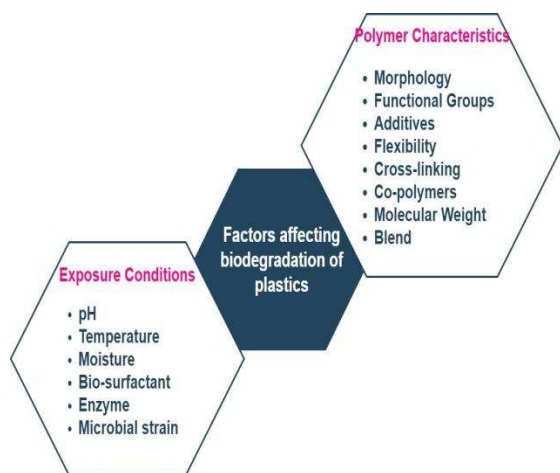 Polymer Characteristics
• Morphology
• Functional Groups
• Additives
• Flexibility
• Cross-linking
• Co-polymers
• Molecular Weight
• Blend
Factors affecting
biodegradation of
plastics
Exposure Conditions
• pH
• Temperature
• Moisture
• Bio-surfactant
• Enzyme
• Microbial strain